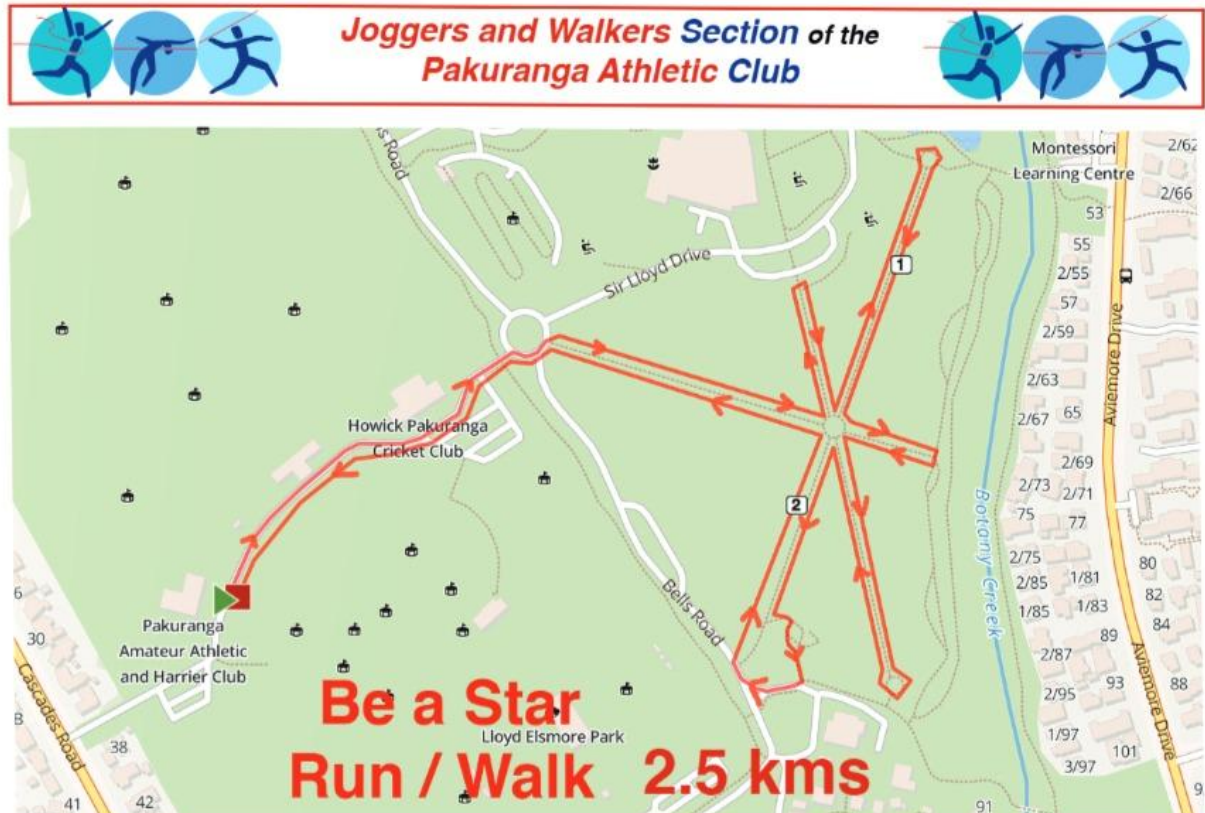 Joggers and Walkers Section of the
Pakuranga Athletic Club
ls Road
Montessori
Learning Centre
2/62
2/66
53
55
2/55
57
2/59
Sir Lloyd Drive
1
Aviemore Drive
2/63
2/67
65
Howick Pakuranga
Cricket Club
2/69
2/73
2/71
75
77
2
Botany Creek
2/75
80
2/85
1/81
82
1/85
1/83
84
89
2/87
Bells Road
Pakuranga
Amateur Athletic
and Harrier Club
6
30
Cascades Road
8
38
41
42
Aviemore Drive
2/95
93
88
1/97
101
3/97
91
9
Lloyd Elsmore Park
Be a Star
Run / Walk 2.5 kms